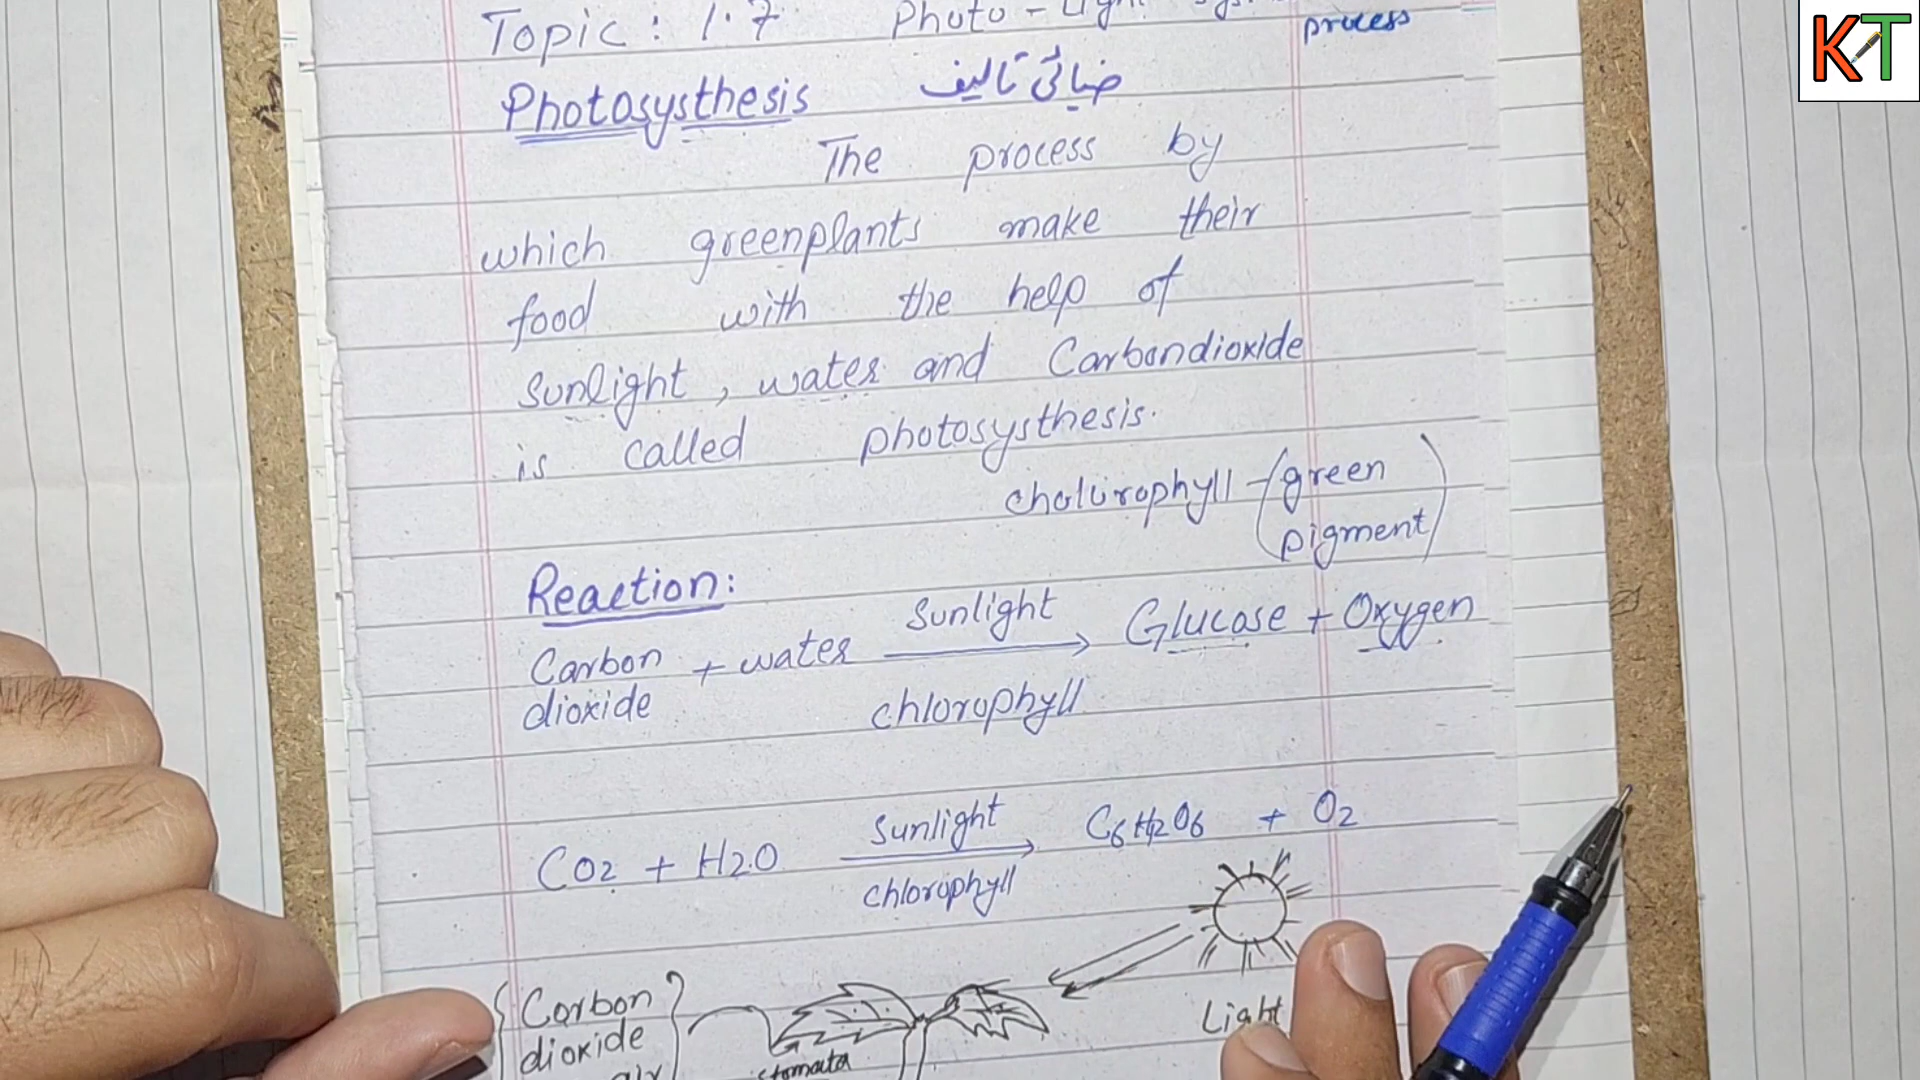 Topic: 1.7 Photo - Light
process
KT
Photosysthesis ضیائی تالیف
The process by
which greenplants make their
food with the help of
Sunlight, water and Carbondioxide
is called photosysthesis.
cholurophyll - (green
pigment)
Reaction:
Sunlight
Carbon + water → Glucose + Oxygen
dioxide chlorophyll
Sunlight
CO2 + H2O → C6H12O6 + O2
chlorophyll
{Carbon }
dioxide
air
stomata
Light